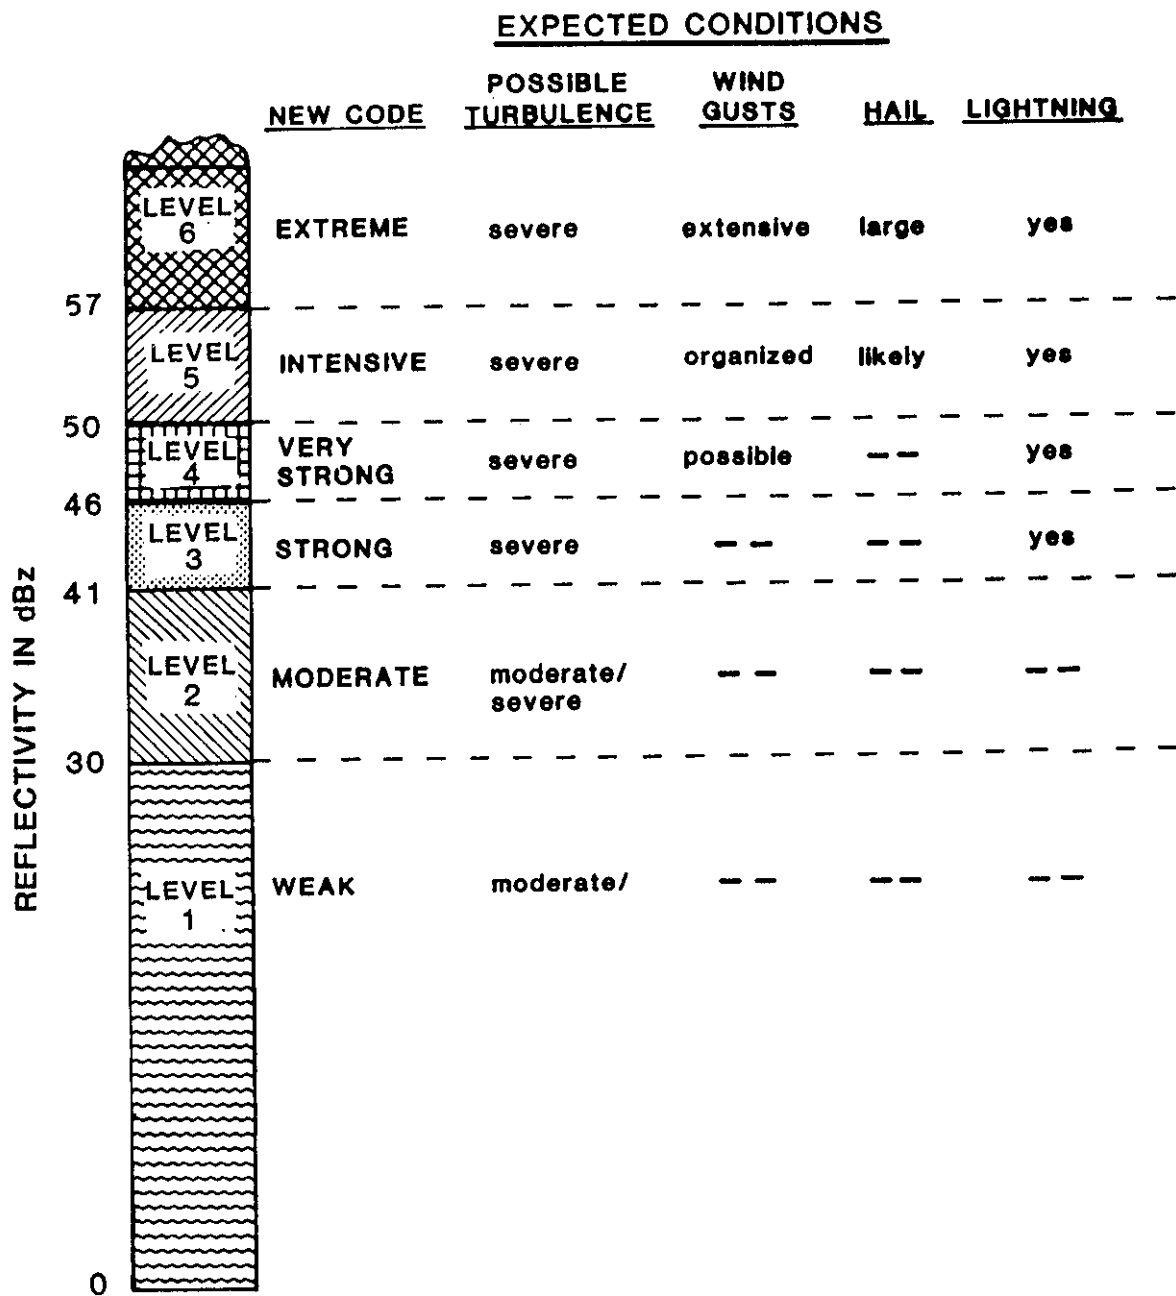 EXPECTED CONDITIONS
NEW CODE POSSIBLE TURBULENCE WIND GUSTS HAIL LIGHTNING
LEVEL 6 EXTREME severe extensive large yes
57
LEVEL 5 INTENSIVE severe organized likely yes
50
LEVEL 4 VERY STRONG severe possible -- yes
46
LEVEL 3 STRONG severe -- -- yes
41
LEVEL 2 MODERATE moderate/ severe -- -- --
30
LEVEL 1 WEAK moderate/ -- -- --
0
REFLECTIVITY IN dBz